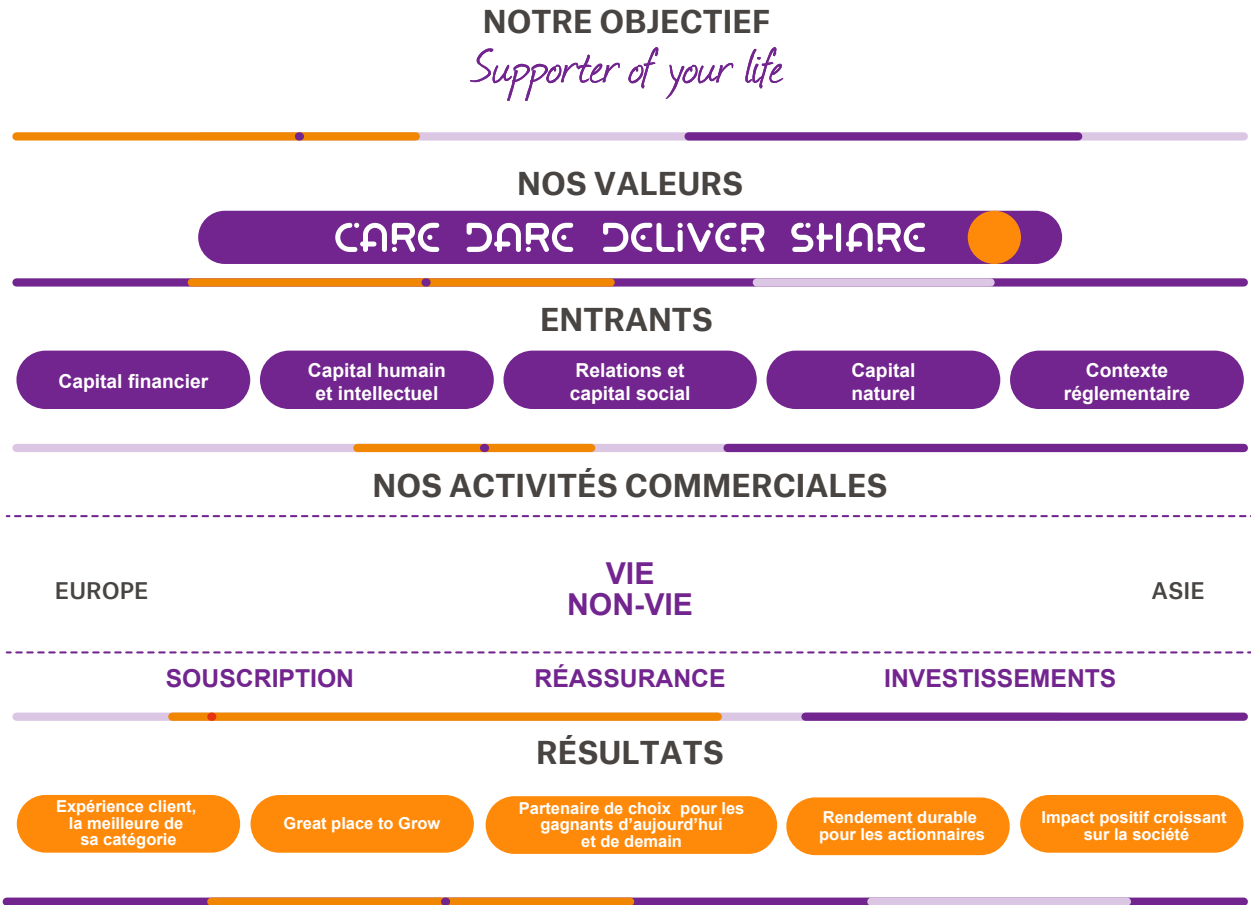 NOTRE OBJECTIEF
Supporter of your life
NOS VALEURS
CARE DARE DELIVER SHARE
ENTRANTS
Capital financier
Capital humain
et intellectuel
Relations et
capital social
Capital
naturel
Contexte
réglementaire
NOS ACTIVITÉS COMMERCIALES
EUROPE
VIE
NON-VIE
ASIE
SOUSCRIPTION
RÉASSURANCE
INVESTISSEMENTS
RÉSULTATS
Expérience client,
la meilleure de
sa catégorie
Great place to Grow
Partenaire de choix pour les
gagnants d'aujourd'hui
et de demain
Rendement durable
pour les actionnaires
Impact positif croissant
sur la société